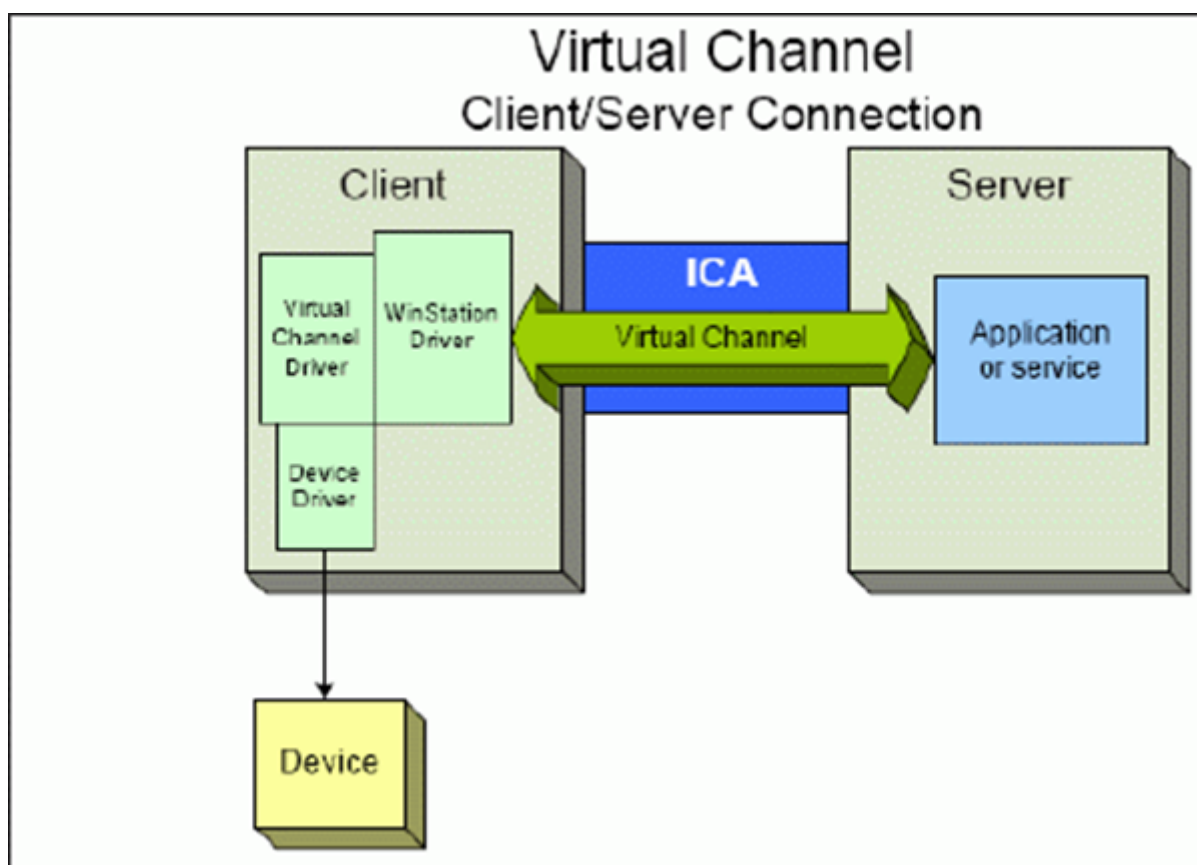 Virtual Channel
Client/Server Connection
Client
Server
ICA
Virtual
Channel
Driver
WinStation
Driver
Virtual Channel
Application
or service
Device
Driver
Device